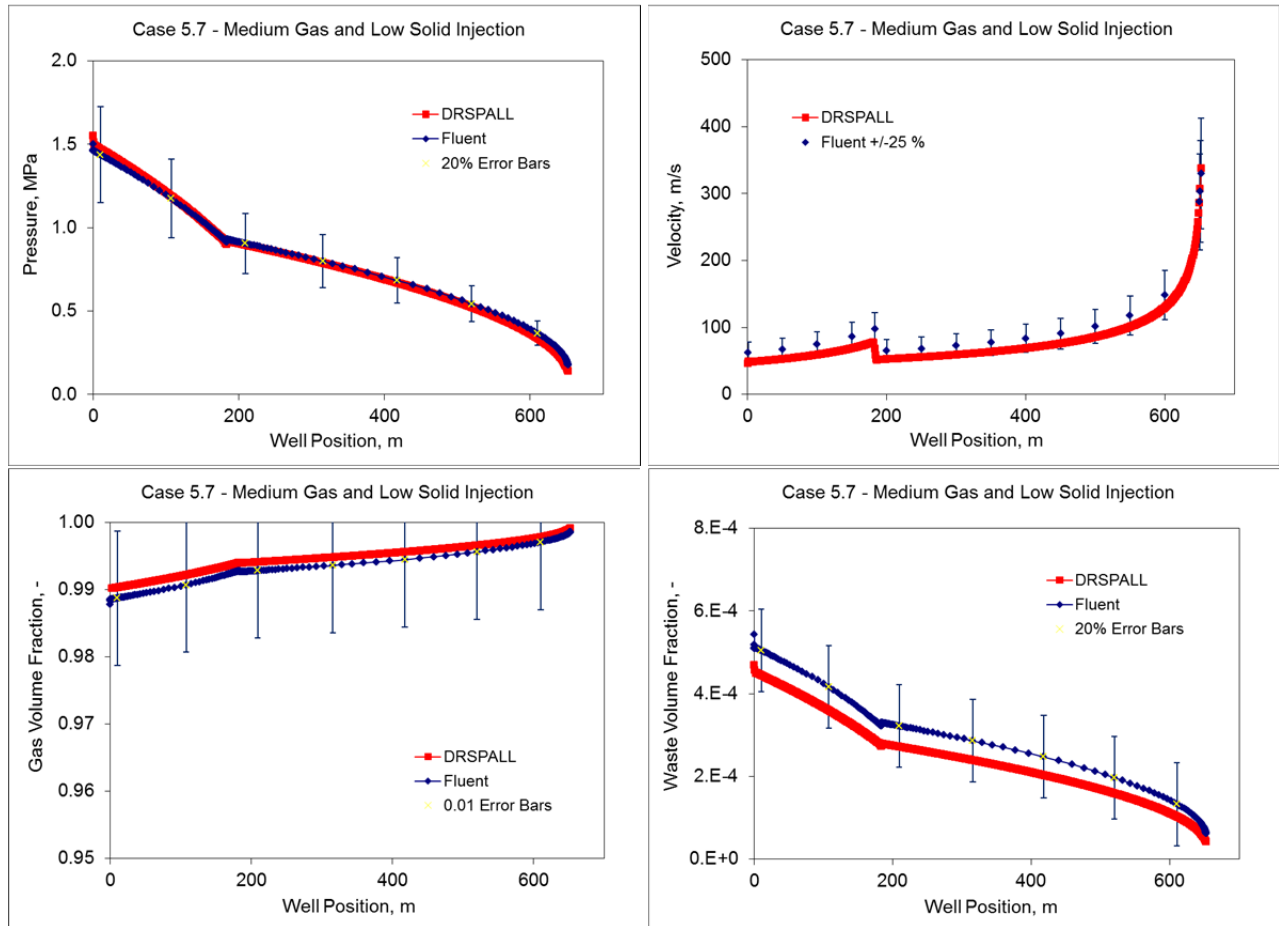 Case 5.7 - Medium Gas and Low Solid Injection
2.0
1.5
1.0
0.5
0.0
Pressure, MPa
DRSPALL
Fluent
20% Error Bars
0 200 400 600
Well Position, m
Case 5.7 - Medium Gas and Low Solid Injection
500
400
300
200
100
0
Velocity, m/s
DRSPALL
Fluent +/-25 %
0 200 400 600
Well Position, m
Case 5.7 - Medium Gas and Low Solid Injection
1.00
0.99
0.98
0.97
0.96
0.95
Gas Volume Fraction, -
DRSPALL
Fluent
0.01 Error Bars
0 200 400 600
Well Position, m
Case 5.7 - Medium Gas and Low Solid Injection
8.E-4
6.E-4
4.E-4
2.E-4
0.E+0
Waste Volume Fraction, -
DRSPALL
Fluent
20% Error Bars
0 200 400 600
Well Position, m